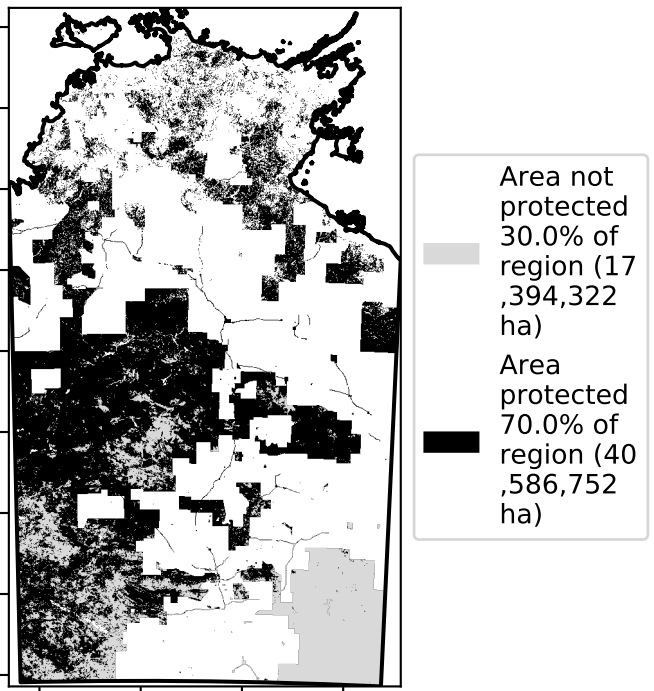 Area not
protected
30.0% of
region (17
,394,322
ha)
Area
protected
70.0% of
region (40
,586,752
ha)